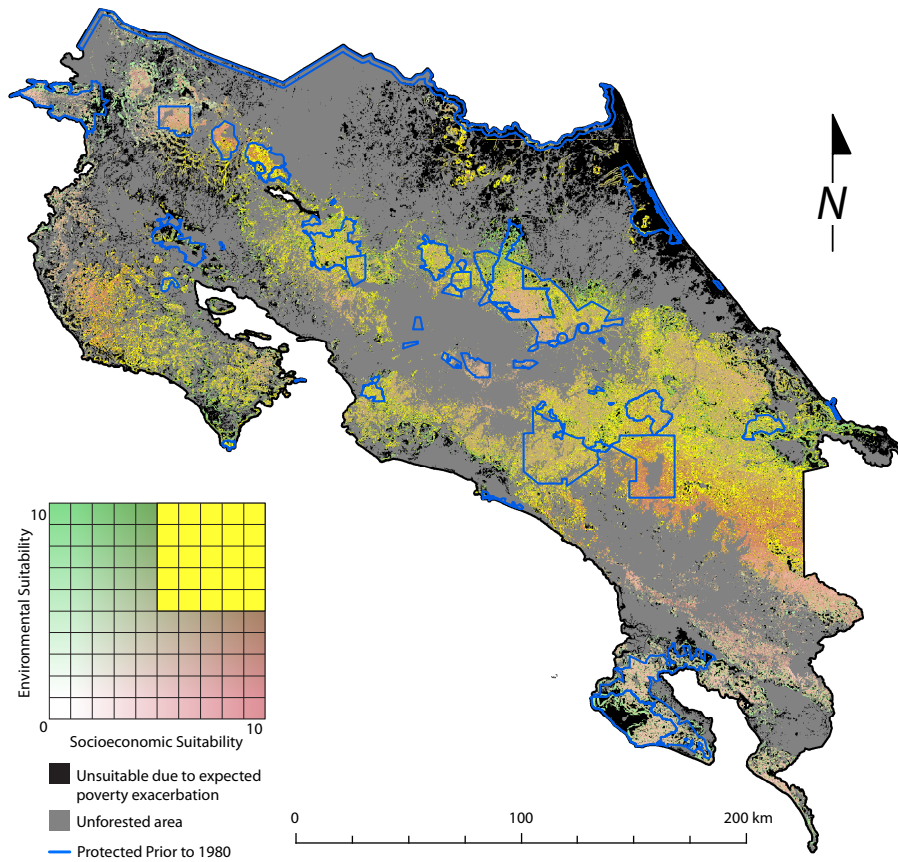 N
10
Environmental Suitability
0
10
Socioeconomic Suitability
Unsuitable due to expected
poverty exacerbation
Unforested area
Protected Prior to 1980
0
100
200 km